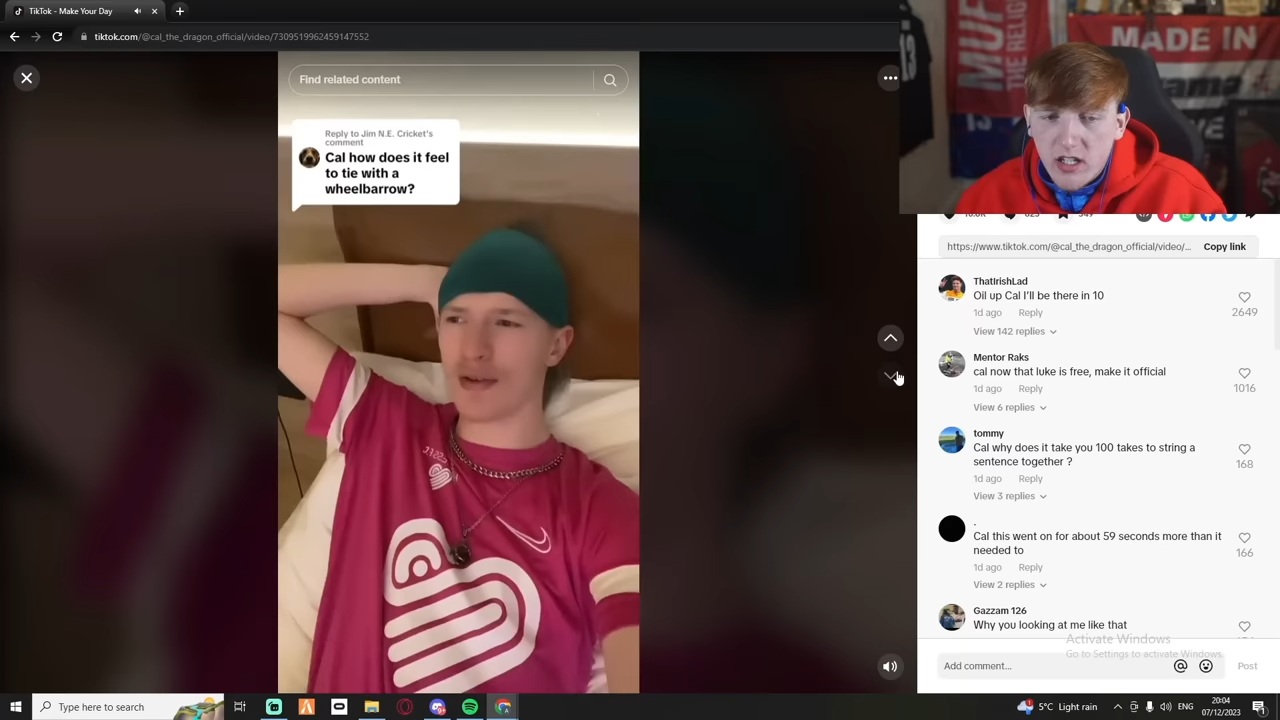 TikTok - Make Your Day
tiktok.com/@cal_the_dragon_official/video/7309519962459147552
Find related content
Reply to Jim N.E. Cricket's
comment
Cal how does it feel
to tie with a
wheelbarrow?
MADE IN
THE RELIG
https://www.tiktok.com/@cal_the_dragon_official/video/...
Copy link
ThatIrishLad
Oil up Cal I'll be there in 10
1d ago Reply
2649
View 142 replies
Mentor Raks
cal now that luke is free, make it official
1d ago Reply
1016
View 6 replies
tommy
Cal why does it take you 100 takes to string a
sentence together ?
168
1d ago Reply
View 3 replies
.
Cal this went on for about 59 seconds more than it
needed to
166
1d ago Reply
View 2 replies
Gazzam 126
Why you looking at me like that
Activate Windows
Go to Settings to activate Windows.
Add comment...
Post
Type here to search
5°C Light rain
ENG
20:04
07/12/2023